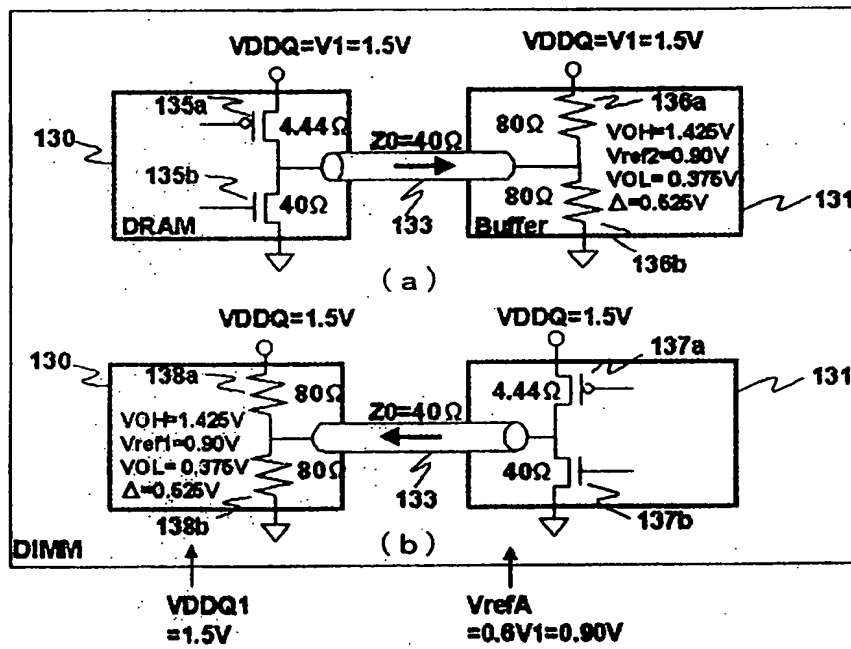 VDDQ=V1=1.5V
VDDQ=V1=1.5V
135a
136a
130
4.44Ω
Z0=40Ω
80Ω
VOH=1.425V
Vref2=0.90V
VOL=0.375V
Δ=0.525V
135b
40Ω
80Ω
131
DRAM
133
Buffer
136b
(a)
VDDQ=1.5V
VDDQ=1.5V
130
138a
137a
131
80Ω
Z0=40Ω
4.44Ω
VOH=1.425V
Vref1=0.90V
VOL=0.375V
Δ=0.525V
80Ω
40Ω
133
138b
137b
(b)
DIMM
VDDQ1
=1.5V
VrefA
=0.6V1=0.90V